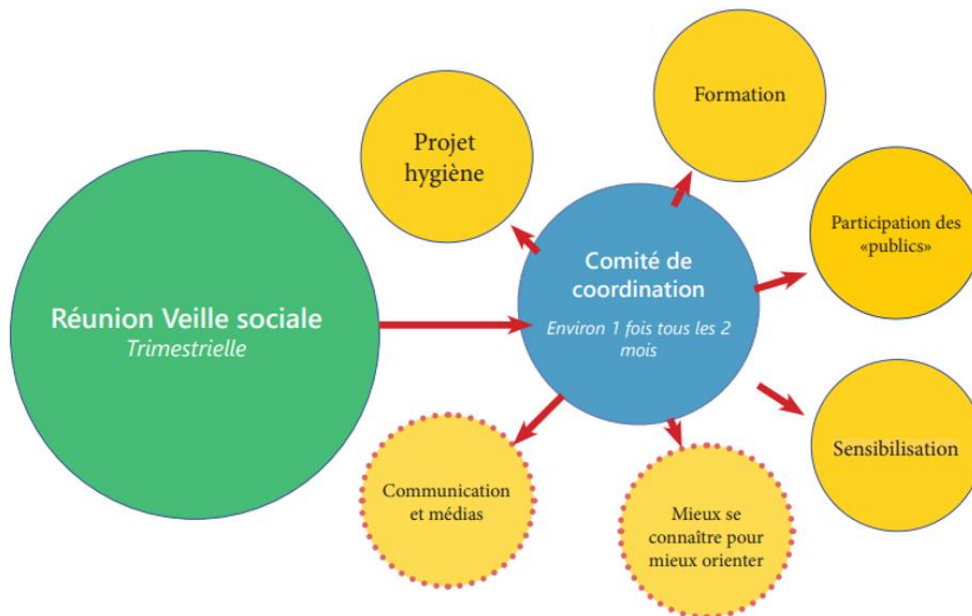 Formation
Projet
hygiène
Participation des
«publics»
Comité de
coordination
Environ 1 fois tous les 2
mois
Réunion Veille sociale
Trimestrielle
Sensibilisation
Communication
et médias
Mieux se
connaître pour
mieux orienter